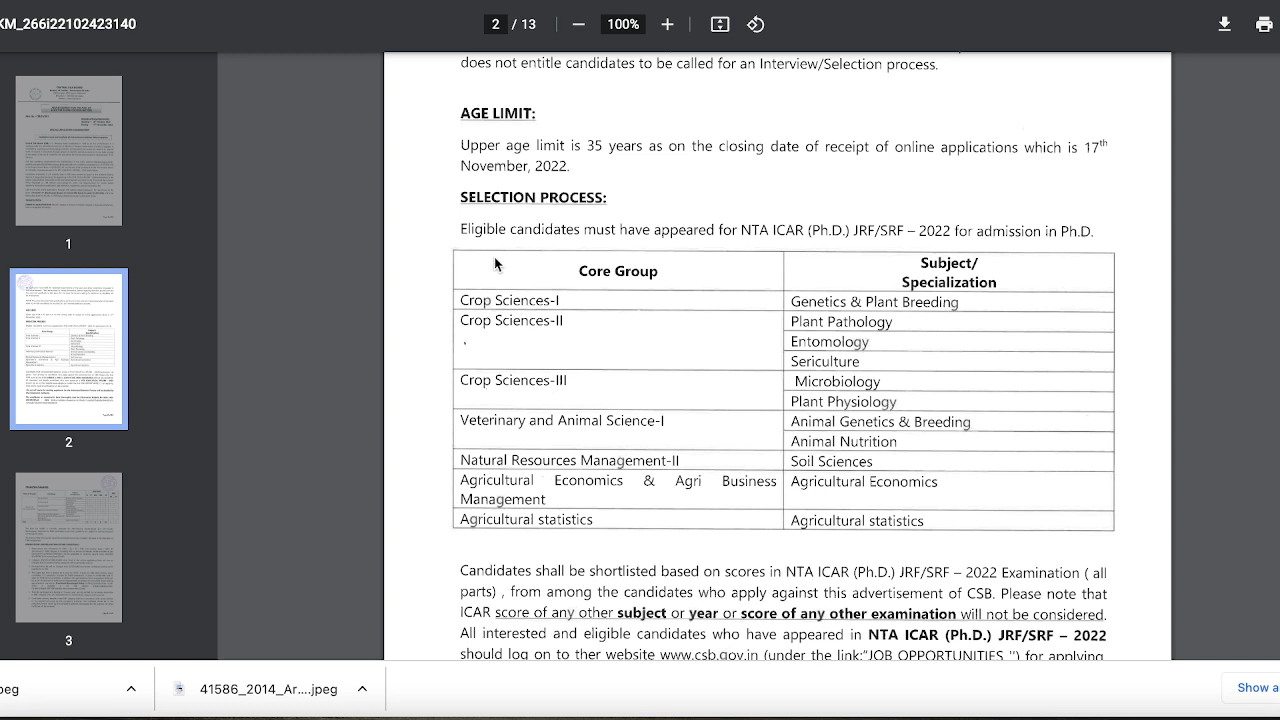 KM_266i22102423140
2 / 13
100%
does not entitle candidates to be called for an Interview/Selection process.
AGE LIMIT:
Upper age limit is 35 years as on the closing date of receipt of online applications which is 17th
November 2022.
SELECTION PROCESS:
Eligible candidates must have appeared for NTA ICAR (Ph.D.) JRF/SRF – 2022 for admission in Ph.D.
Core Group
Subject/
Specialization
Crop Sciences-I
Genetics & Plant Breeding
Crop Sciences-II
Plant Pathology
Entomology
Sericulture
Crop Sciences-III
Microbiology
Plant Physiology
Veterinary and Animal Science-I
Animal Genetics & Breeding
Animal Nutrition
Natural Resources Management-II
Soil Sciences
Agricultural Economics & Agri Business
Management
Agricultural Economics
Agricultural statistics
Agricultural statistics
Candidates shall be shortlisted based on score in NTA ICAR (Ph.D.) JRF/SRF – 2022 Examination ( all
among the candidates who apply against this advertisement of CSB. Please note that
ICAR score of any other subject or year or score of any other examination will not be considered.
All interested and eligible candidates who have appeared in NTA ICAR (Ph.D.) JRF/SRF – 2022
should log on to ther website www.csb.gov.in (under the link:"JOB OPPORTUNITIES ") for applying.
1
2
3
peg
41586_2014_Ar....jpeg
Show a